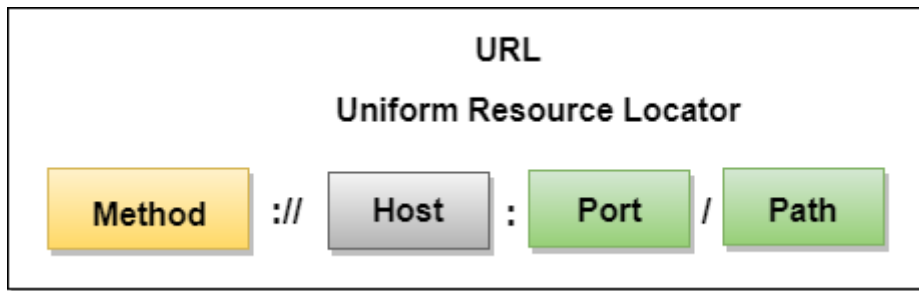 URL
Uniform Resource Locator
Method :// Host : Port / Path